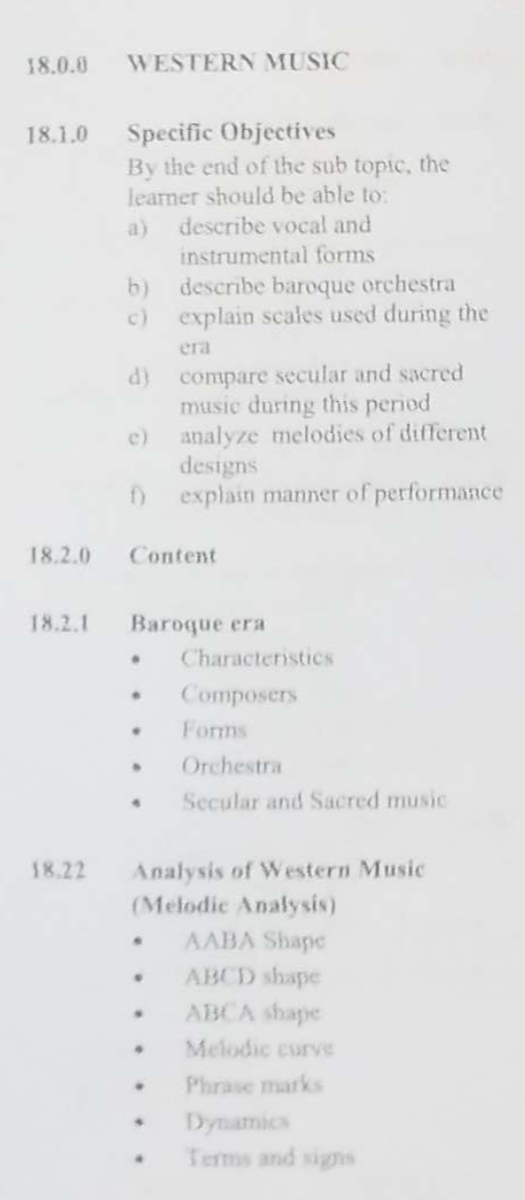 18.0.0 WESTERN MUSIC
18.1.0 Specific Objectives
By the end of the sub topic, the
learner should be able to:
a) describe vocal and
instrumental forms
b) describe baroque orchestra
c) explain scales used during the
era
d) compare secular and sacred
music during this period
e) analyze melodies of different
designs
f) explain manner of performance
18.2.0 Content
18.2.1 Baroque era
• Characteristics
• Composers
• Forms
• Orchestra
• Secular and Sacred music
18.22 Analysis of Western Music
(Melodic Analysis)
• AABA Shape
• ABCD shape
• ABCA shape
• Melodic curve
• Phrase marks
• Dynamics
• Terms and signs